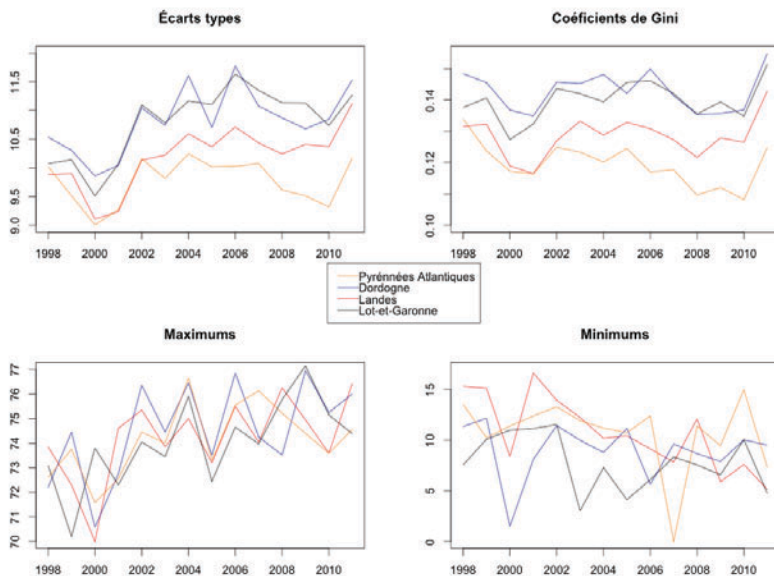 Écarts types
11.5
10.5
9.5
9.0
1998 2000 2002 2004 2006 2008 2010
Coéficients de Gini
0.14
0.12
0.10
1998 2000 2002 2004 2006 2008 2010
Pyrénnées Atlantiques
Dordogne
Landes
Lot-et-Garonne
Maximums
77
76
75
74
73
72
71
70
1998 2000 2002 2004 2006 2008 2010
Minimums
15
10
5
0
1998 2000 2002 2004 2006 2008 2010